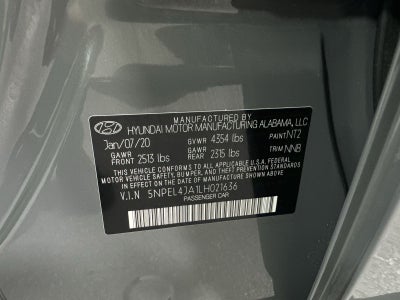 MANUFACTURED BY
HYUNDAI MOTOR MANUFACTURING ALABAMA, LLC
Jan/07/20 GVWR 4354 lbs PAINT NT2
GAWR FRONT 2513 lbs GAWR REAR 2315 lbs TRIM NNB
THIS VEHICLE CONFORMS TO ALL APPLICABLE U.S.A. FEDERAL
MOTOR VEHICLE SAFETY, BUMPER, AND THEFT PREVENTION STANDARDS
IN EFFECT ON THE DATE OF MANUFACTURE SHOWN ABOVE.
V.I.N 5NPEL4JA1LH021636
PASSENGER CAR